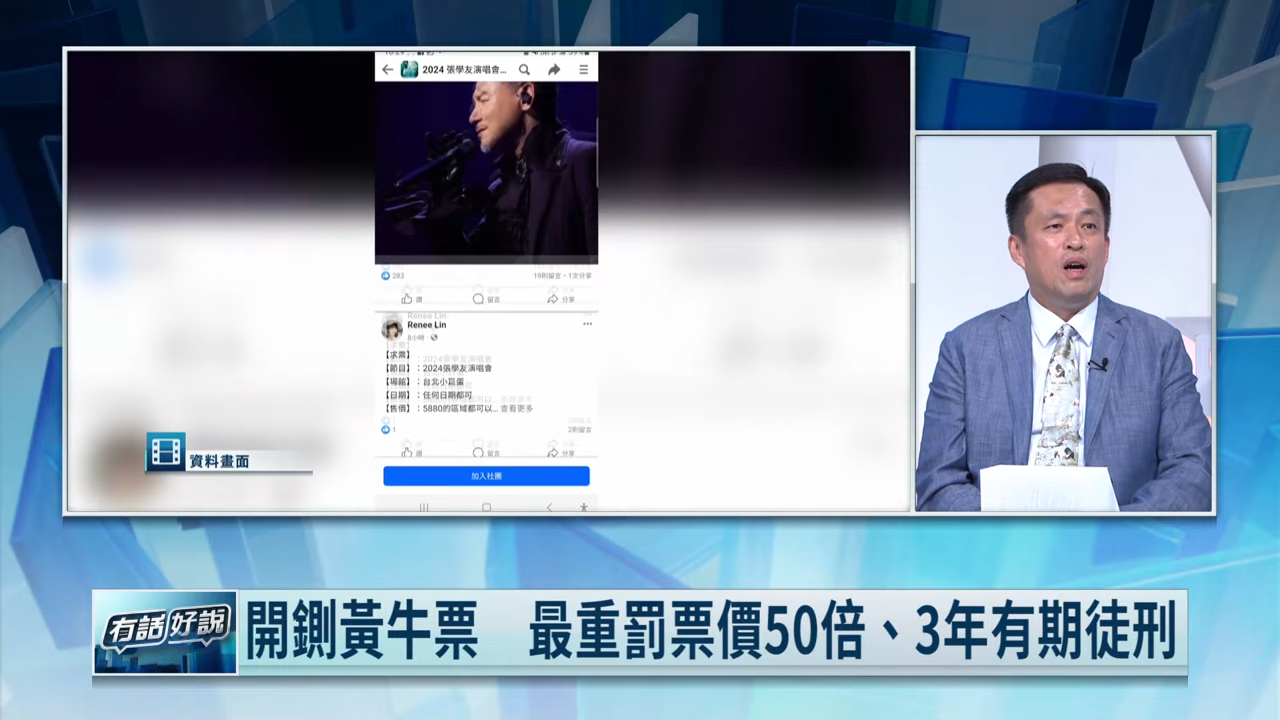 2024 張學友演唱會...
283
19則留言・1次分享
讚
留言
分享
Renee Lin
8小時
【求票】
【節目】：2024張學友演唱會
【場館】：台北小巨蛋
【日期】：任何日期都可
【售價】：5880的區域都可以... 查看更多
1
2則留言
讚
留言
分享
加入社團
資料畫面
有話好說
開鍘黃牛票 最重罰票價50倍、3年有期徒刑